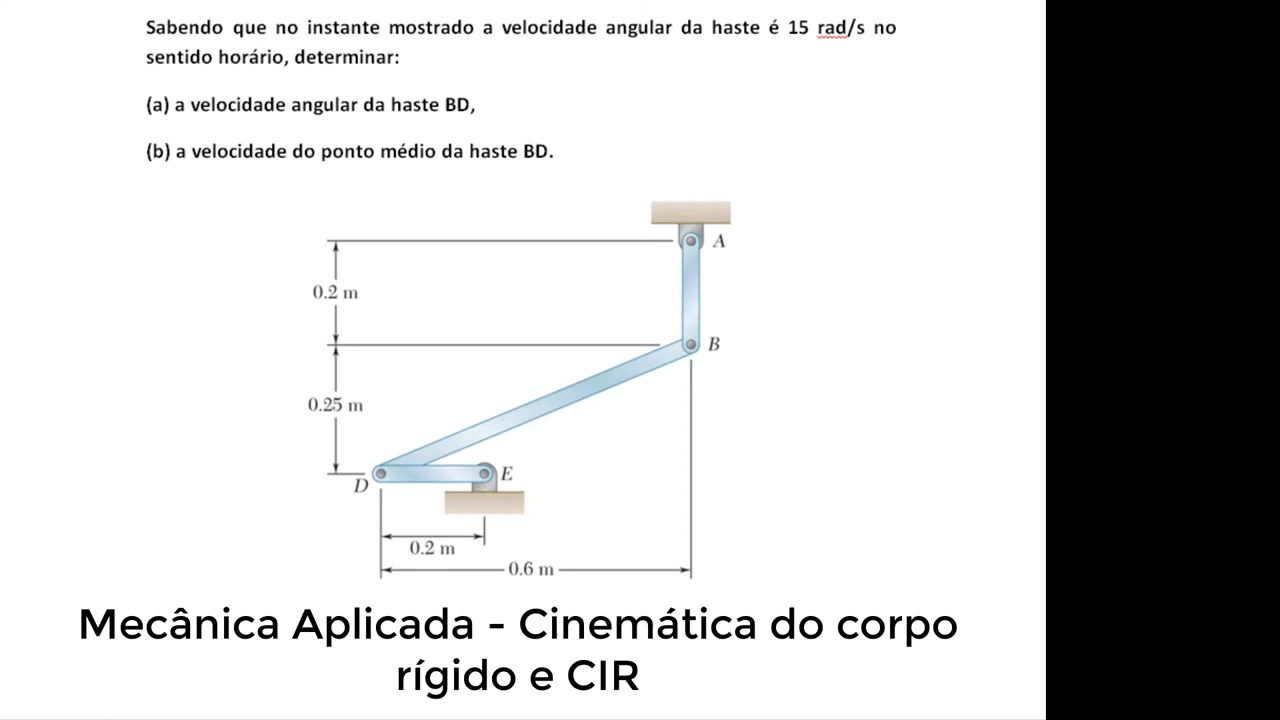 Sabendo que no instante mostrado a velocidade angular da haste é 15 rad/s no
sentido horário, determinar:
(a) a velocidade angular da haste BD,
(b) a velocidade do ponto médio da haste BD.
A
0.2 m
B
0.25 m
E
D
0.2 m
0.6 m
Mecânica Aplicada - Cinemática do corpo
rígido e CIR